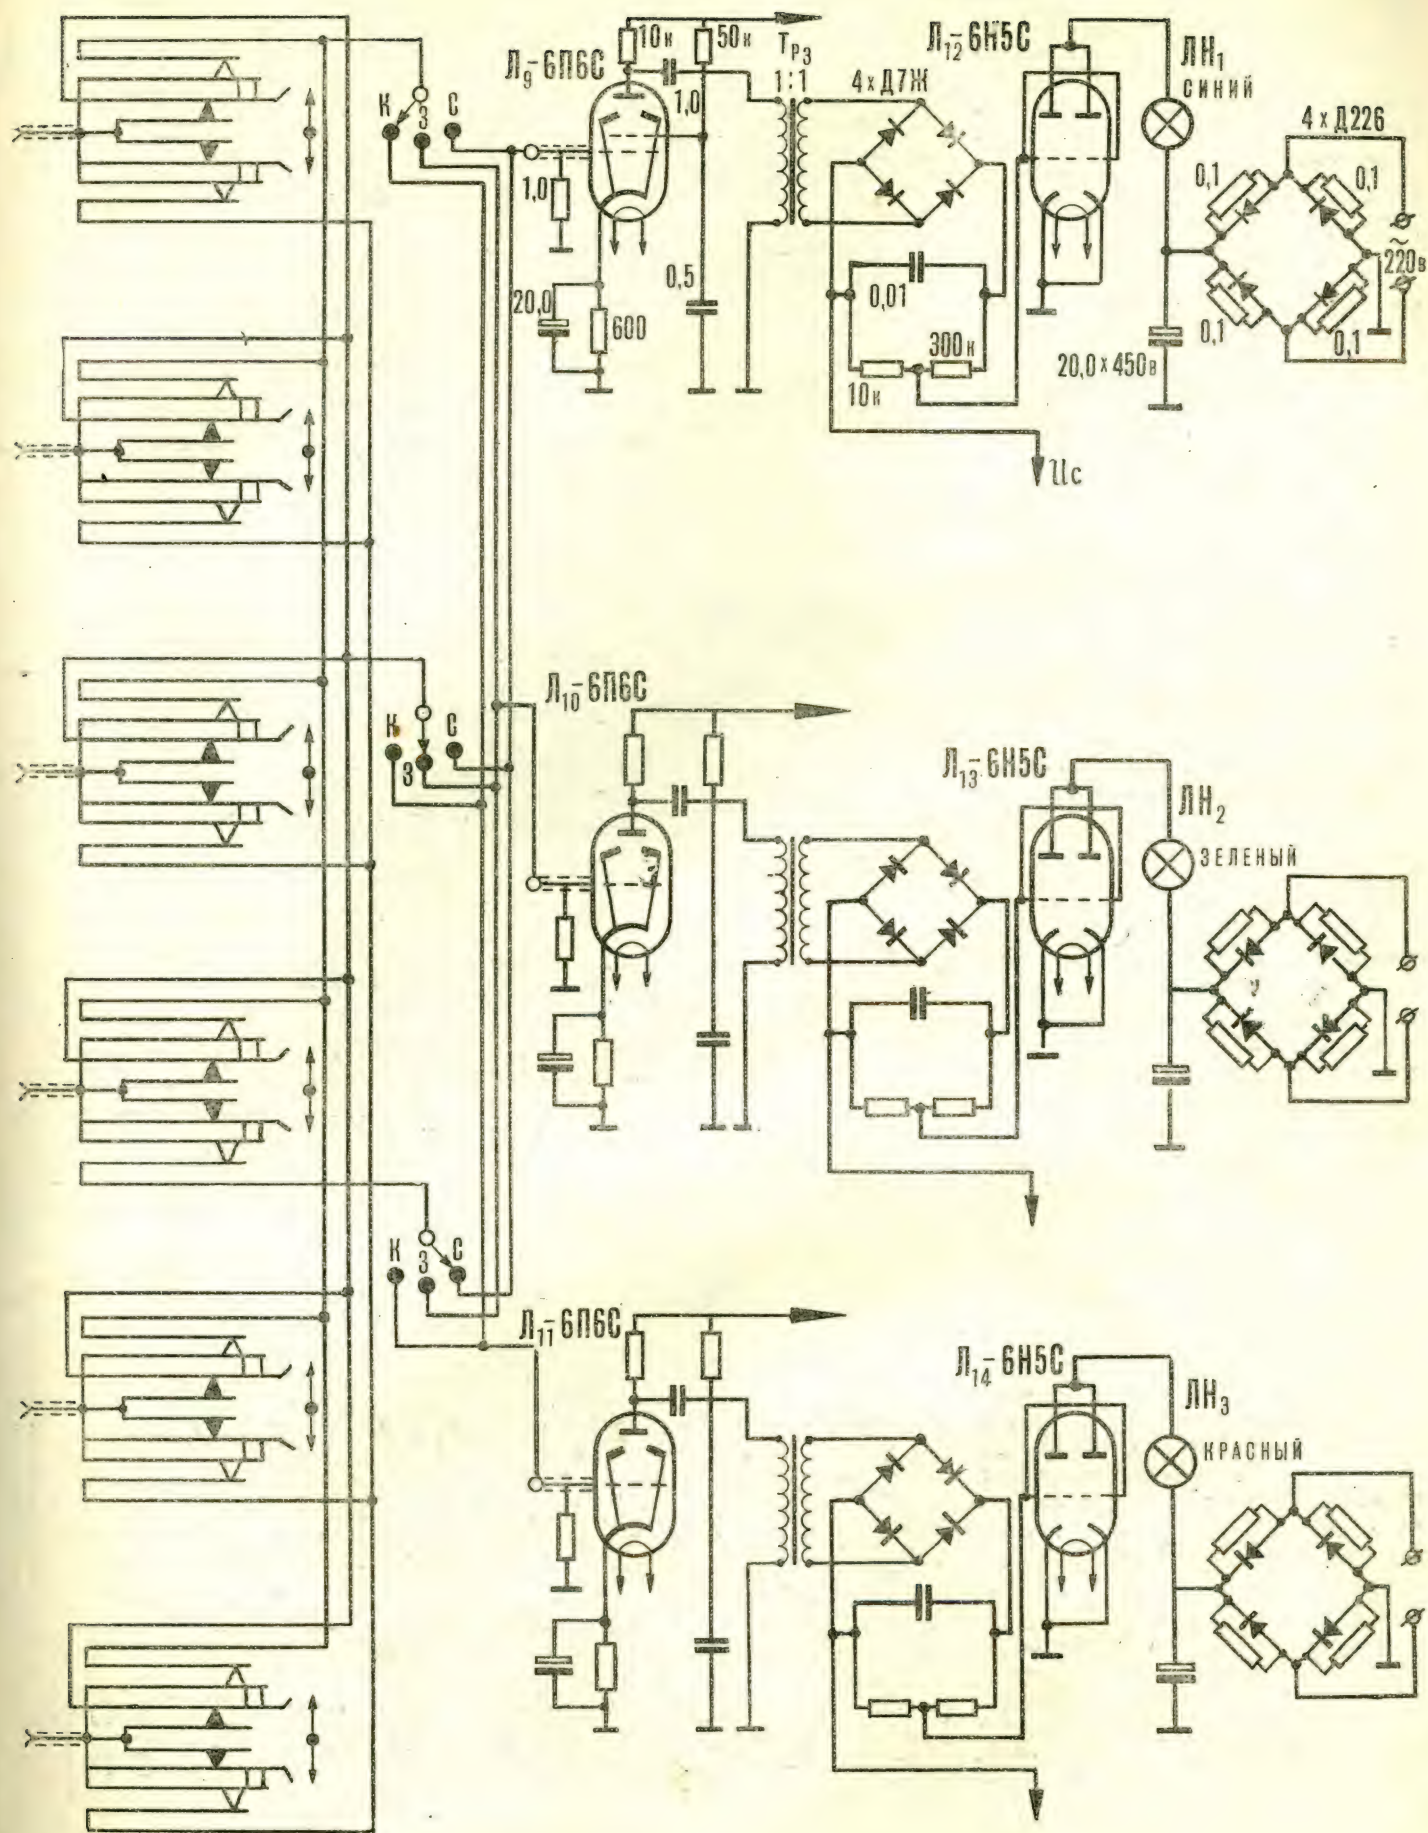 10к
50к
Тр3
1:1
Л12-6Н5С
ЛН1
СИНИЙ
Л9-6П6С
1,0
4хД7Ж
4хД226
К
З
С
0,1
0,1
1,0
~
220в
20,0
600
0,5
0,01
300к
10к
20,0х450в
0,1
0,1
Uс
Л10-6П6С
К
З
С
Л13-6Н5С
ЛН2
ЗЕЛЕНЫЙ
К
З
С
Л11-6П6С
Л14-6Н5С
ЛН3
КРАСНЫЙ